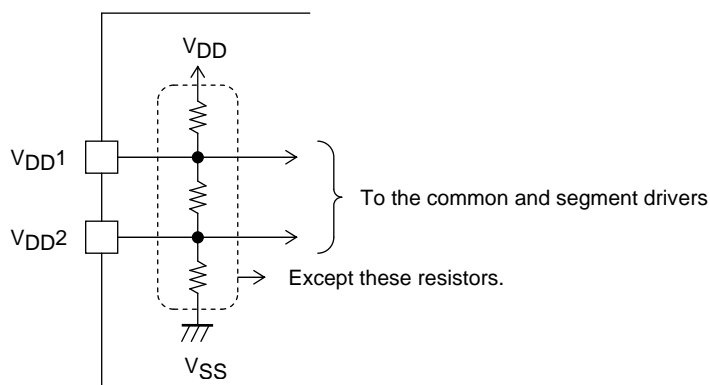 VDD
VDD1
To the common and segment drivers
VDD2
Except these resistors.
VSS